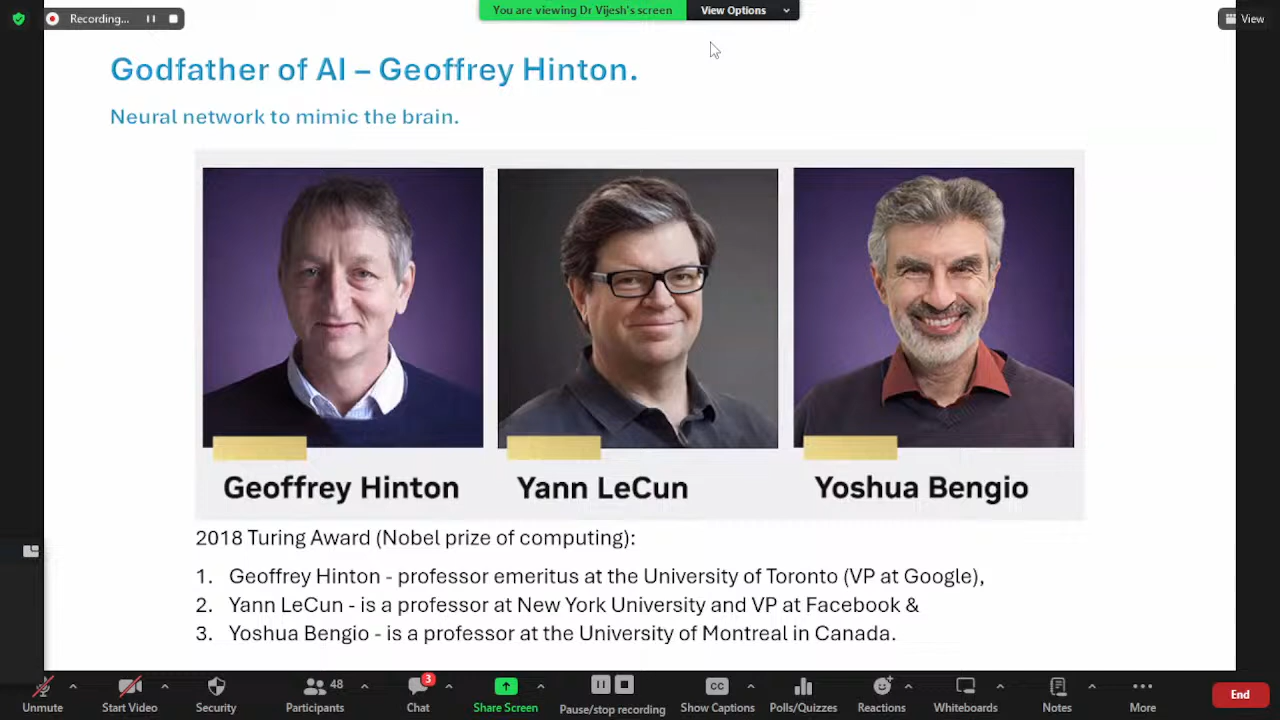 Recording...
You are viewing Dr Vijesh's screen
View Options
View
Godfather of AI – Geoffrey Hinton.
Neural network to mimic the brain.
Geoffrey Hinton
Yann LeCun
Yoshua Bengio
2018 Turing Award (Nobel prize of computing):
1. Geoffrey Hinton - professor emeritus at the University of Toronto (VP at Google),
2. Yann LeCun - is a professor at New York University and VP at Facebook &
3. Yoshua Bengio - is a professor at the University of Montreal in Canada.
48
3
CC
Unmute
Start Video
Security
Participants
Chat
Share Screen
Pause/stop recording
Show Captions
Polls/Quizzes
Reactions
Whiteboards
Notes
More
End